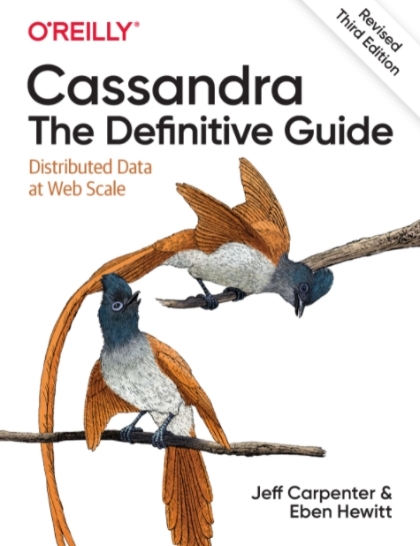 O'REILLY®
Revised
Third Edition
Cassandra
The Definitive Guide
Distributed Data
at Web Scale
Jeff Carpenter &
Eben Hewitt